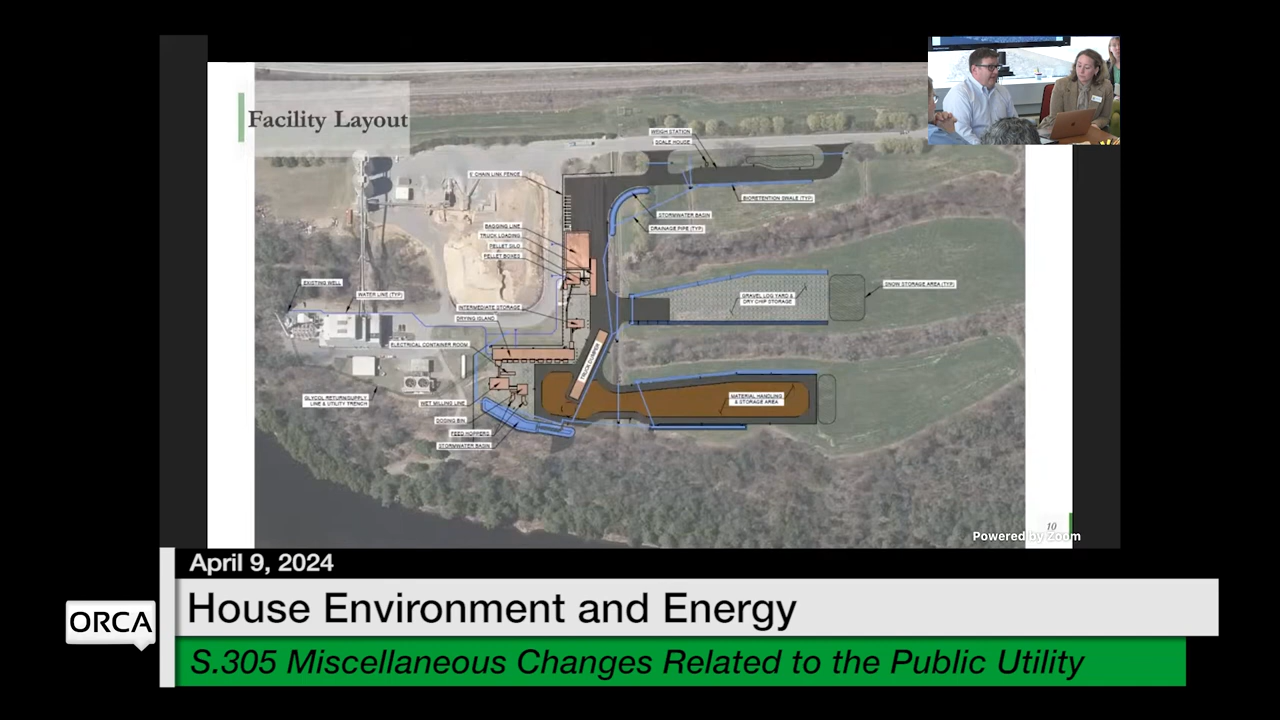 Facility Layout
WEIGH STATION
SCALE HOUSE
5' CHAIN LINK FENCE
BIORETENTION SWALE (TYP)
STORMWATER BASIN
DRAINAGE PIPE (TYP)
BAGGING LINE
TRUCK LOADING
PELLET SILO
PELLET BOXES
EXISTING WELL
WATER LINE (TYP)
SNOW STORAGE AREA (TYP)
GRAVEL LOG YARD &
DRY CHIP STORAGE
INTERMEDIATE STORAGE
DRYING ISLAND
ELECTRICAL CONTAINER ROOM
TRUCK DUMPER
GLYCOL RETURN/SUPPLY
LINE & UTILITY TRENCH
WET MILLING LINE
MATERIAL HANDLING
& STORAGE AREA
DOSING BIN
FEED HOPPERS
STORMWATER BASIN
10
Powered by Zoom
April 9, 2024
House Environment and Energy
ORCA
S.305 Miscellaneous Changes Related to the Public Utility